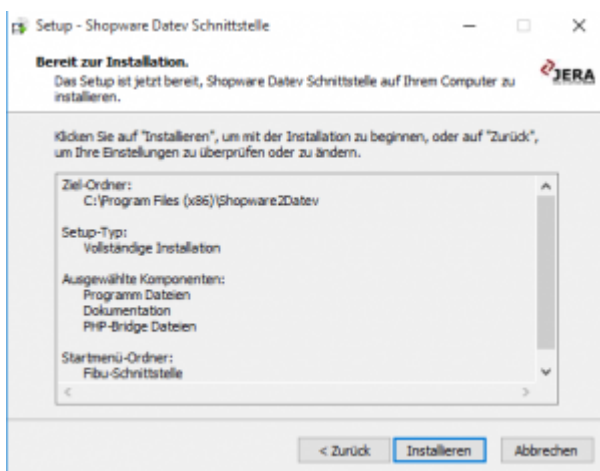 Setup - Shopware Datev Schnittstelle
Bereit zur Installation.
Das Setup ist jetzt bereit, Shopware Datev Schnittstelle auf Ihrem Computer zu
installieren.
JERA
Klicken Sie auf "Installieren", um mit der Installation zu beginnen, oder auf "Zurück",
um Ihre Einstellungen zu überprüfen oder zu ändern.
Ziel-Ordner:
C:\Program Files (x86)\Shopware2Datev
Setup-Typ:
Vollständige Installation
Ausgewählte Komponenten:
Programm Dateien
Dokumentation
PHP-Bridge Dateien
Startmenü-Ordner:
Fibu-Schnittstelle
< Zurück
Installieren
Abbrechen